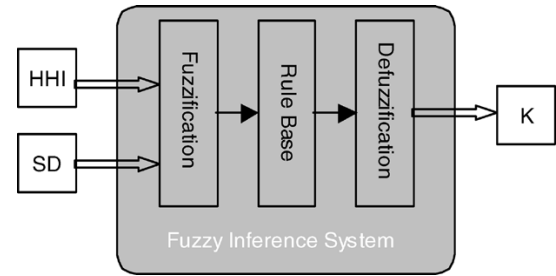 HHI
SD
Fuzzification
Rule Base
Defuzzification
K
Fuzzy Inference System